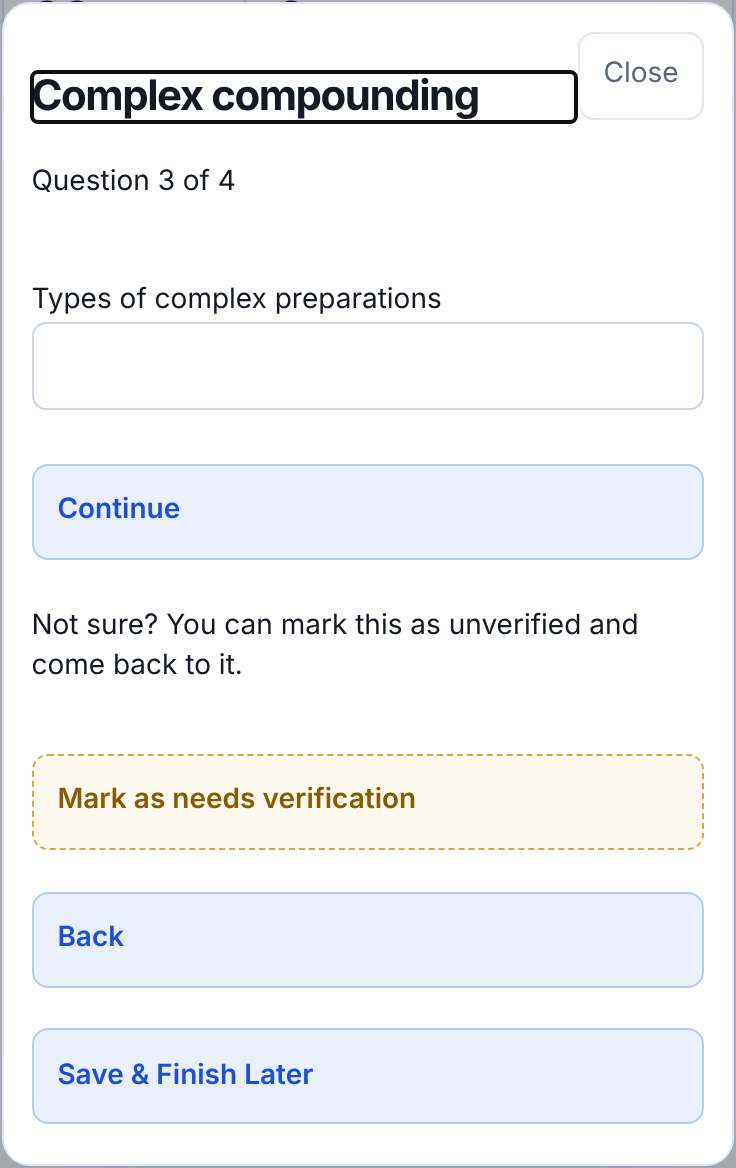 Complex compounding
Close
Question 3 of 4
Types of complex preparations
Continue
Not sure? You can mark this as unverified and
come back to it.
Mark as needs verification
Back
Save & Finish Later